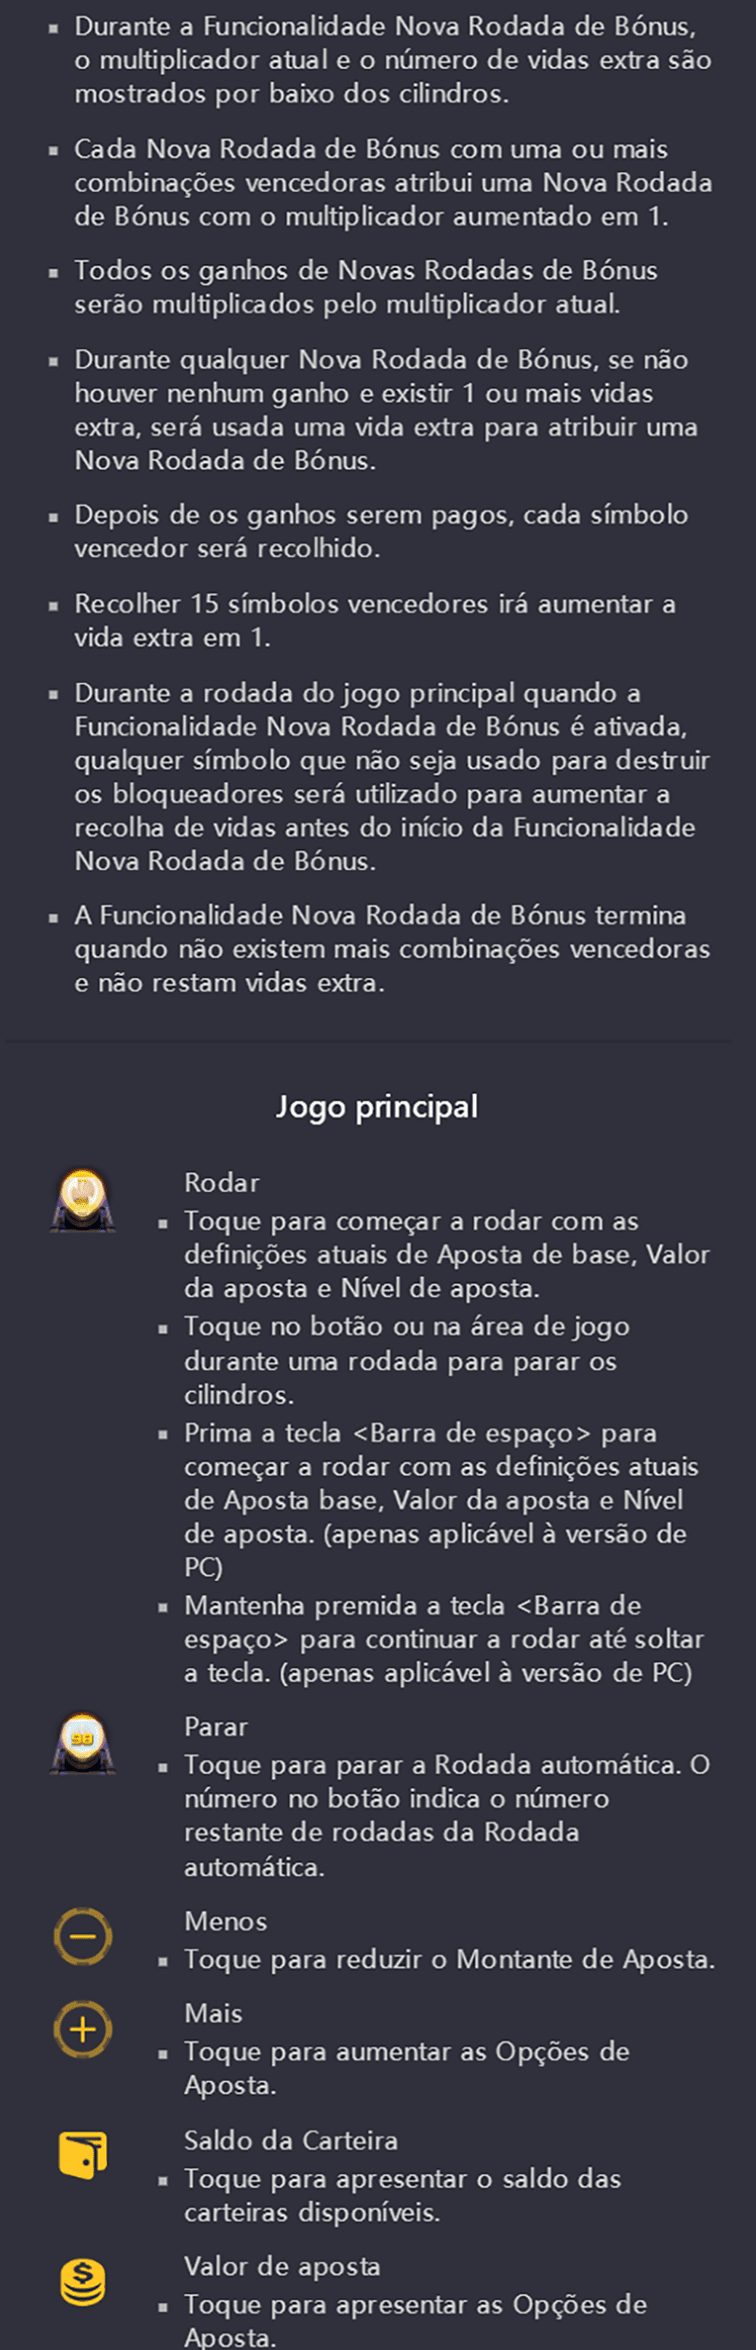 Durante a Funcionalidade Nova Rodada de Bónus,
o multiplicador atual e o número de vidas extra são
mostrados por baixo dos cilindros.
Cada Nova Rodada de Bónus com uma ou mais
combinações vencedoras atribui uma Nova Rodada
de Bónus com o multiplicador aumentado em 1.
Todos os ganhos de Novas Rodadas de Bónus
serão multiplicados pelo multiplicador atual.
Durante qualquer Nova Rodada de Bónus, se não
houver nenhum ganho e existir 1 ou mais vidas
extra, será usada uma vida extra para atribuir uma
Nova Rodada de Bónus.
Depois de os ganhos serem pagos, cada símbolo
vencedor será recolhido.
Recolher 15 símbolos vencedores irá aumentar a
vida extra em 1.
Durante a rodada do jogo principal quando a
Funcionalidade Nova Rodada de Bónus é ativada,
qualquer símbolo que não seja usado para destruir
os bloqueadores será utilizado para aumentar a
recolha de vidas antes do início da Funcionalidade
Nova Rodada de Bónus.
A Funcionalidade Nova Rodada de Bónus termina
quando não existem mais combinações vencedoras
e não restam vidas extra.
Jogo principal
Rodar
Toque para começar a rodar com as
definições atuais de Aposta de base, Valor
da aposta e Nível de aposta.
Toque no botão ou na área de jogo
durante uma rodada para parar os
cilindros.
Prima a tecla <Barra de espaço> para
começar a rodar com as definições atuais
de Aposta base, Valor da aposta e Nível
de aposta. (apenas aplicável à versão de
PC)
Mantenha premida a tecla <Barra de
espaço> para continuar a rodar até soltar
a tecla. (apenas aplicável à versão de PC)
98
Parar
Toque para parar a Rodada automática. O
número no botão indica o número
restante de rodadas da Rodada
automática.
Menos
Toque para reduzir o Montante de Aposta.
Mais
Toque para aumentar as Opções de
Aposta.
Saldo da Carteira
Toque para apresentar o saldo das
carteiras disponíveis.
Valor de aposta
Toque para apresentar as Opções de
Aposta.